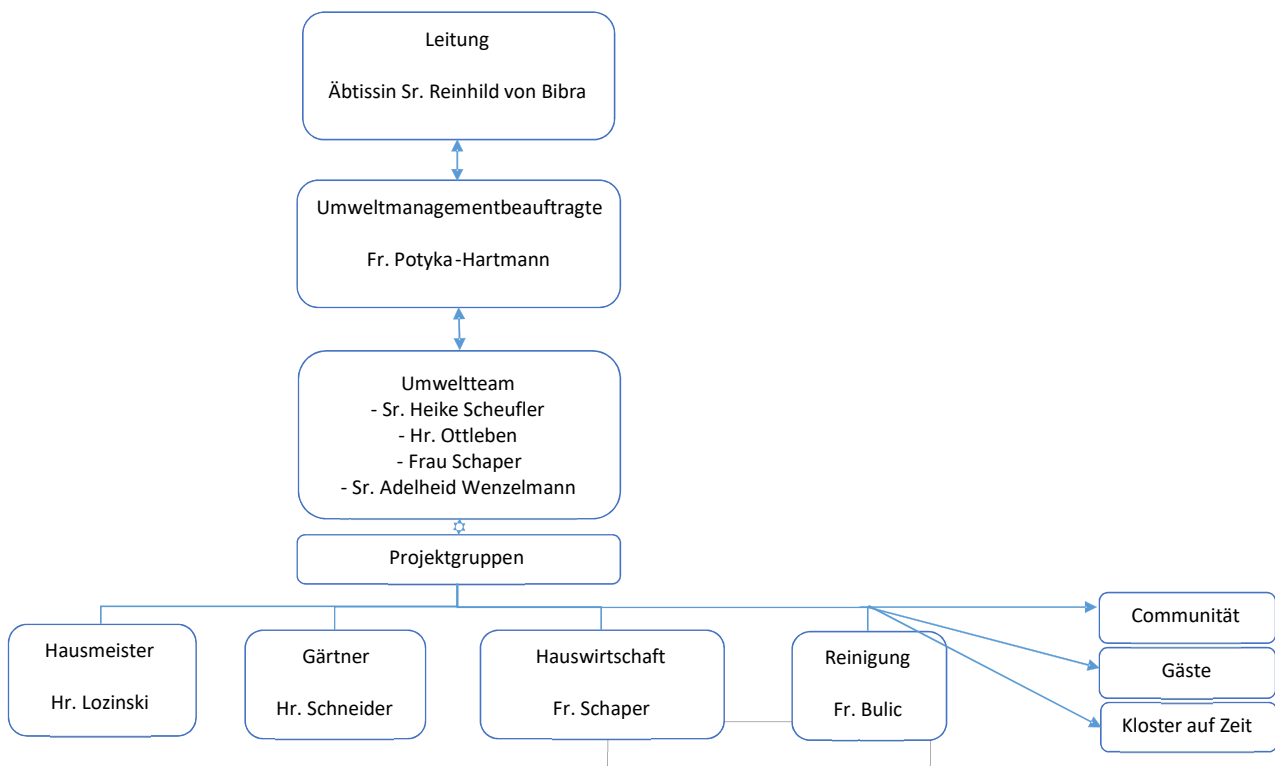 Leitung
Äbtissin Sr. Reinhild von Bibra
Umweltmanagementbeauftragte
Fr. Potyka-Hartmann
Umweltteam
- Sr. Heike Scheufler
- Hr. Ottleben
- Frau Schaper
- Sr. Adelheid Wenzelmann
Projektgruppen
Hausmeister
Hr. Lozinski
Gärtner
Hr. Schneider
Hauswirtschaft
Fr. Schaper
Reinigung
Fr. Bulic
Communität
Gäste
Kloster auf Zeit